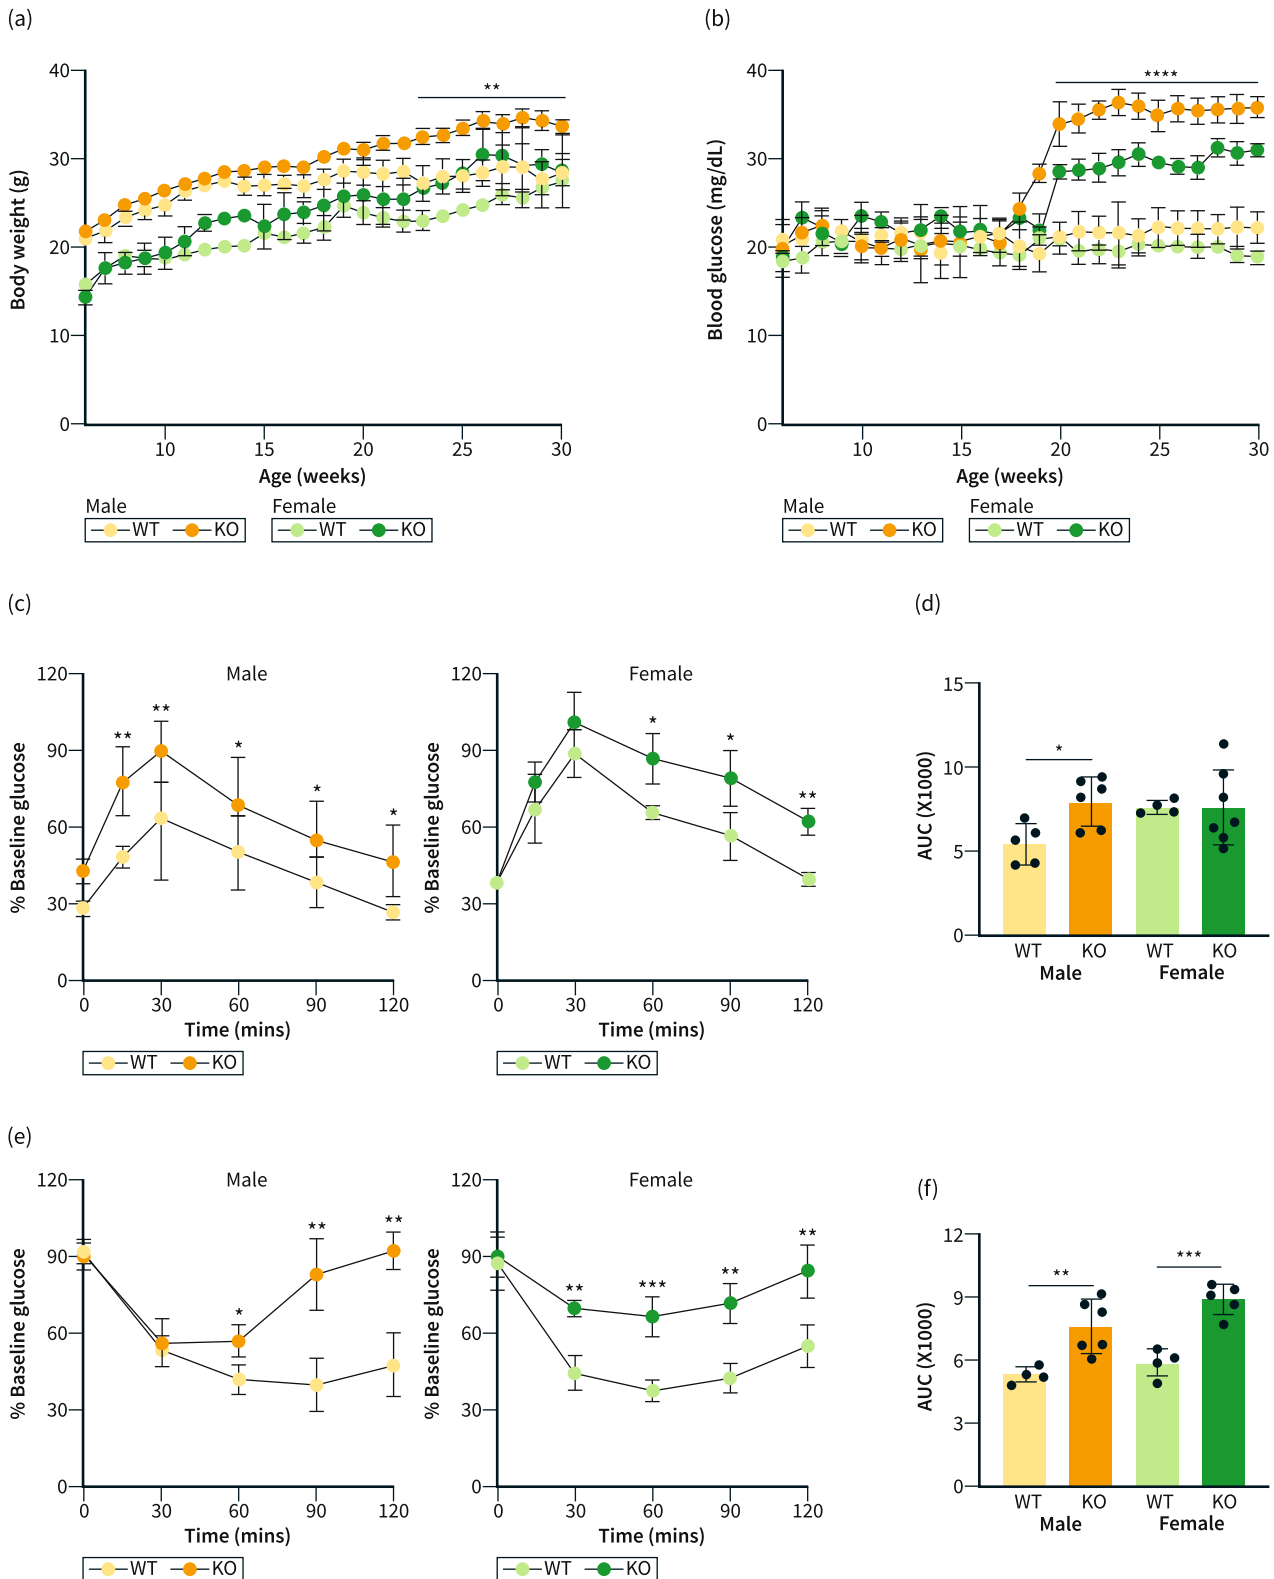 (a)
(b)
40
30
20
10
0
Body weight (g)
**
10
15
20
25
30
Age (weeks)
Male
Female
WT
KO
WT
KO
40
30
20
10
0
Blood glucose (mg/dL)
****
10
15
20
25
30
Age (weeks)
Male
Female
WT
KO
WT
KO
(c)
(d)
Male
120
90
60
30
0
% Baseline glucose
**
**
*
*
*
0
30
60
90
120
Time (mins)
WT
KO
Female
120
90
60
30
0
% Baseline glucose
*
*
**
0
30
60
90
120
Time (mins)
WT
KO
15
10
5
0
AUC (X1000)
*
WT
KO
WT
KO
Male
Female
(e)
(f)
Male
120
90
60
30
0
% Baseline glucose
*
**
**
0
30
60
90
120
Time (mins)
WT
KO
Female
120
90
60
30
0
% Baseline glucose
**
***
**
**
0
30
60
90
120
Time (mins)
WT
KO
12
9
6
3
0
AUC (X1000)
**
***
WT
KO
WT
KO
Male
Female